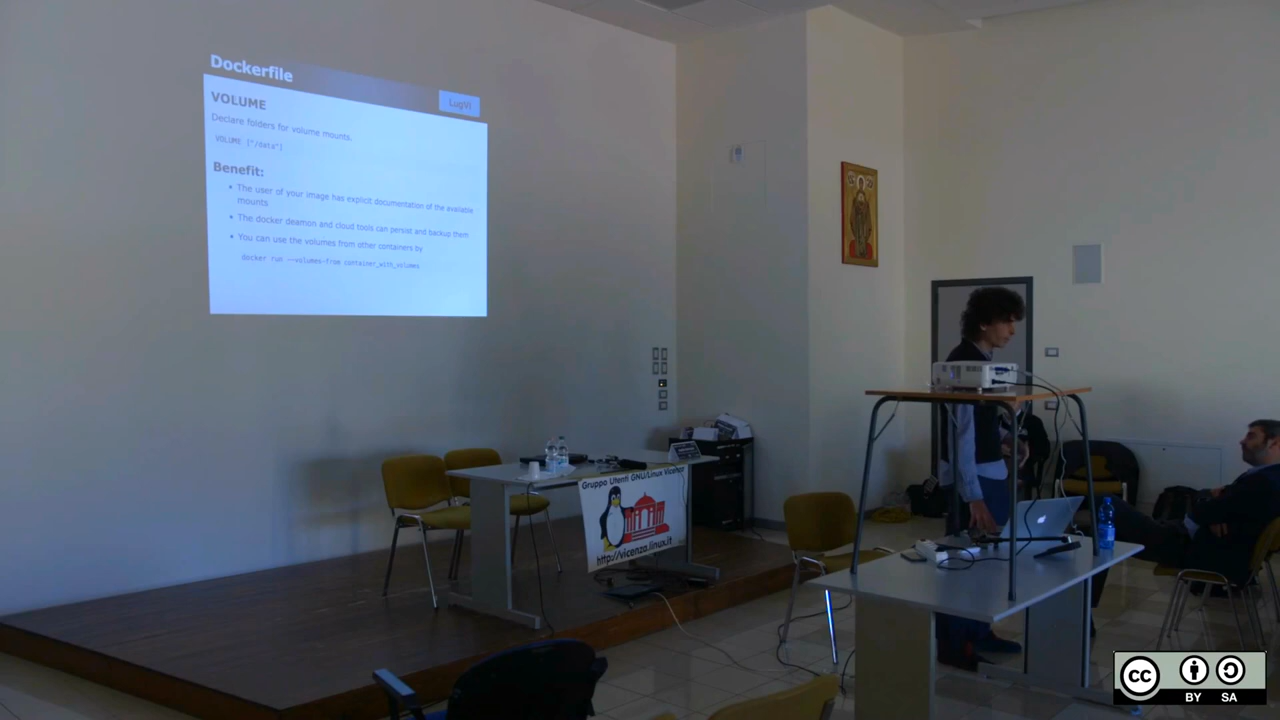 Dockerfile
LugVI
VOLUME
Declare folders for volume mounts.
VOLUME ["/data"]
Benefit:
The user of your image has explicit documentation of the available
mounts
The docker deamon and cloud tools can persist and backup them
You can use the volumes from other containers by
docker run --volumes-from container_with_volumes
Gruppo Utenti GNU/Linux Vicenza
http://vicenza.linux.it
cc
BY SA